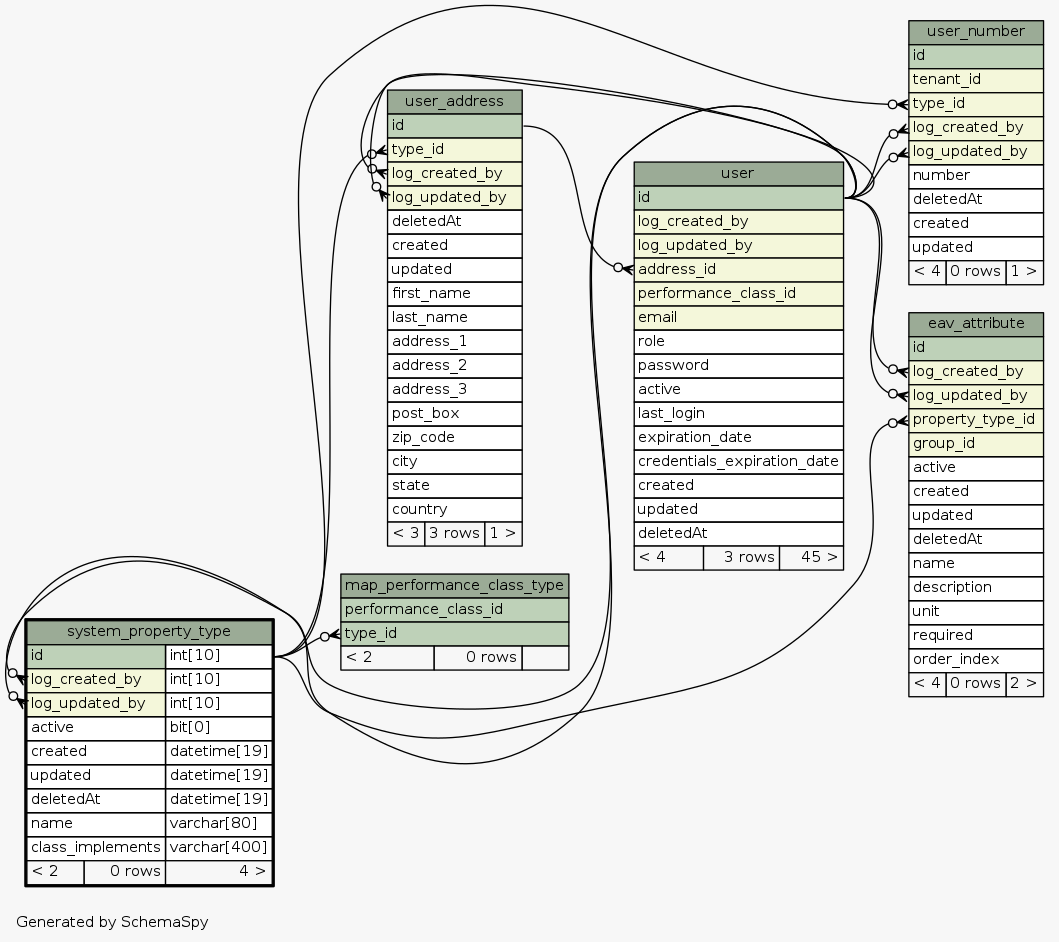 user_number
id
tenant_id
type_id
log_created_by
log_updated_by
number
deletedAt
created
updated
< 4 0 rows 1 >
user_address
id
type_id
log_created_by
log_updated_by
deletedAt
created
updated
first_name
last_name
address_1
address_2
address_3
post_box
zip_code
city
state
country
< 3 3 rows 1 >
user
id
log_created_by
log_updated_by
address_id
performance_class_id
email
role
password
active
last_login
expiration_date
credentials_expiration_date
created
updated
deletedAt
< 4 3 rows 45 >
eav_attribute
id
log_created_by
log_updated_by
property_type_id
group_id
active
created
updated
deletedAt
name
description
unit
required
order_index
< 4 0 rows 2 >
map_performance_class_type
performance_class_id
type_id
< 2 0 rows
system_property_type
id int[10]
log_created_by int[10]
log_updated_by int[10]
active bit[0]
created datetime[19]
updated datetime[19]
deletedAt datetime[19]
name varchar[80]
class_implements varchar[400]
< 2 0 rows 4 >
Generated by SchemaSpy